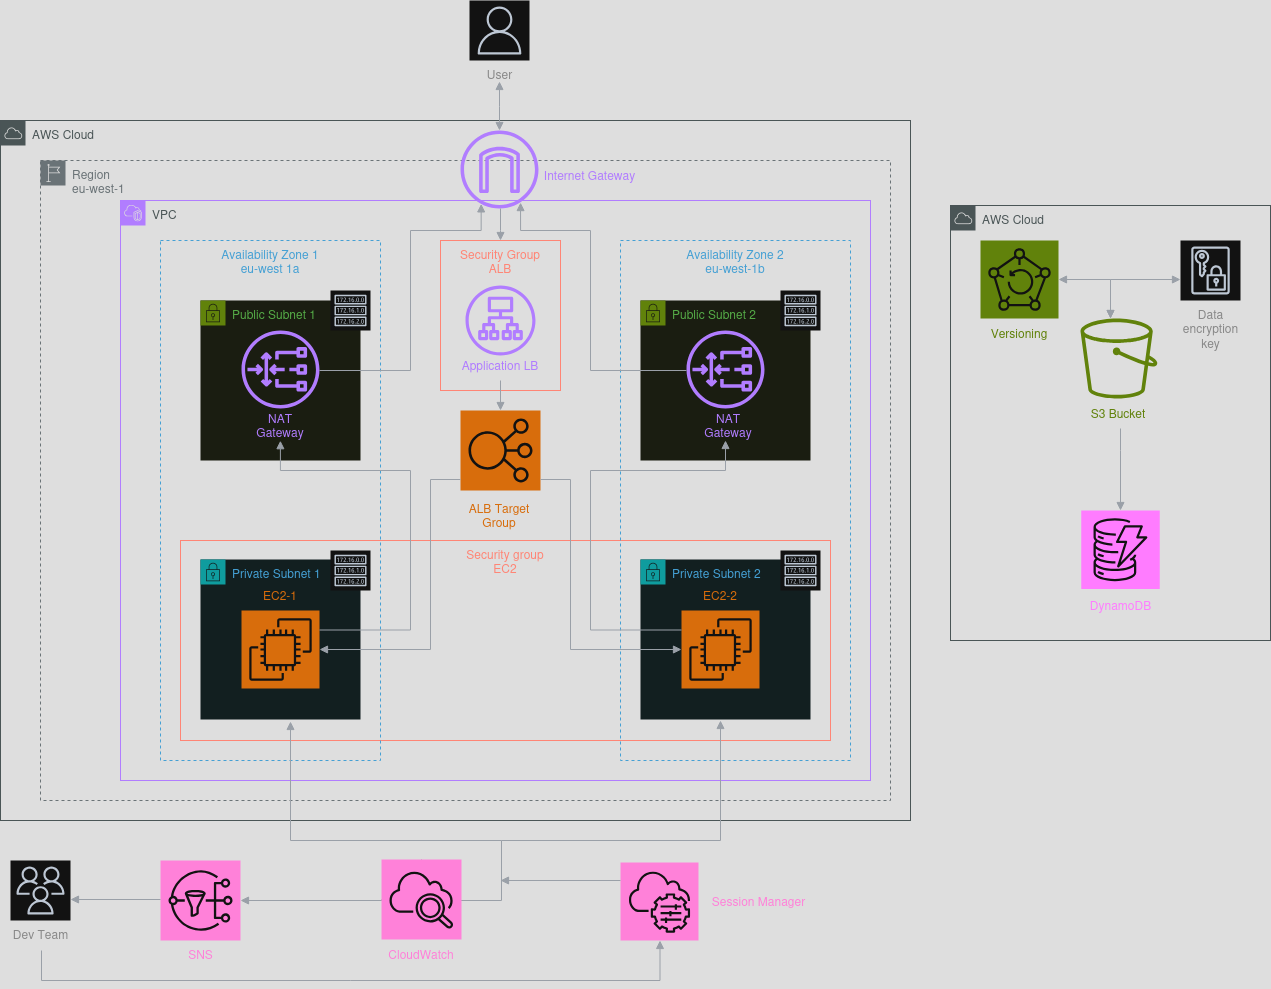 User
AWS Cloud
Internet Gateway
Region
eu-west-1
VPC
Availability Zone 1
eu-west 1a
Security Group
ALB
Availability Zone 2
eu-west-1b
Public Subnet 1
172.16.0.0
172.16.1.0
172.16.2.0
Application LB
Public Subnet 2
172.16.0.0
172.16.1.0
172.16.2.0
NAT
Gateway
NAT
Gateway
ALB Target
Group
Security group
EC2
Private Subnet 1
172.16.0.0
172.16.1.0
172.16.2.0
EC2-1
Private Subnet 2
172.16.0.0
172.16.1.0
172.16.2.0
EC2-2
AWS Cloud
Versioning
Data
encryption
key
S3 Bucket
DynamoDB
Dev Team
SNS
CloudWatch
Session Manager